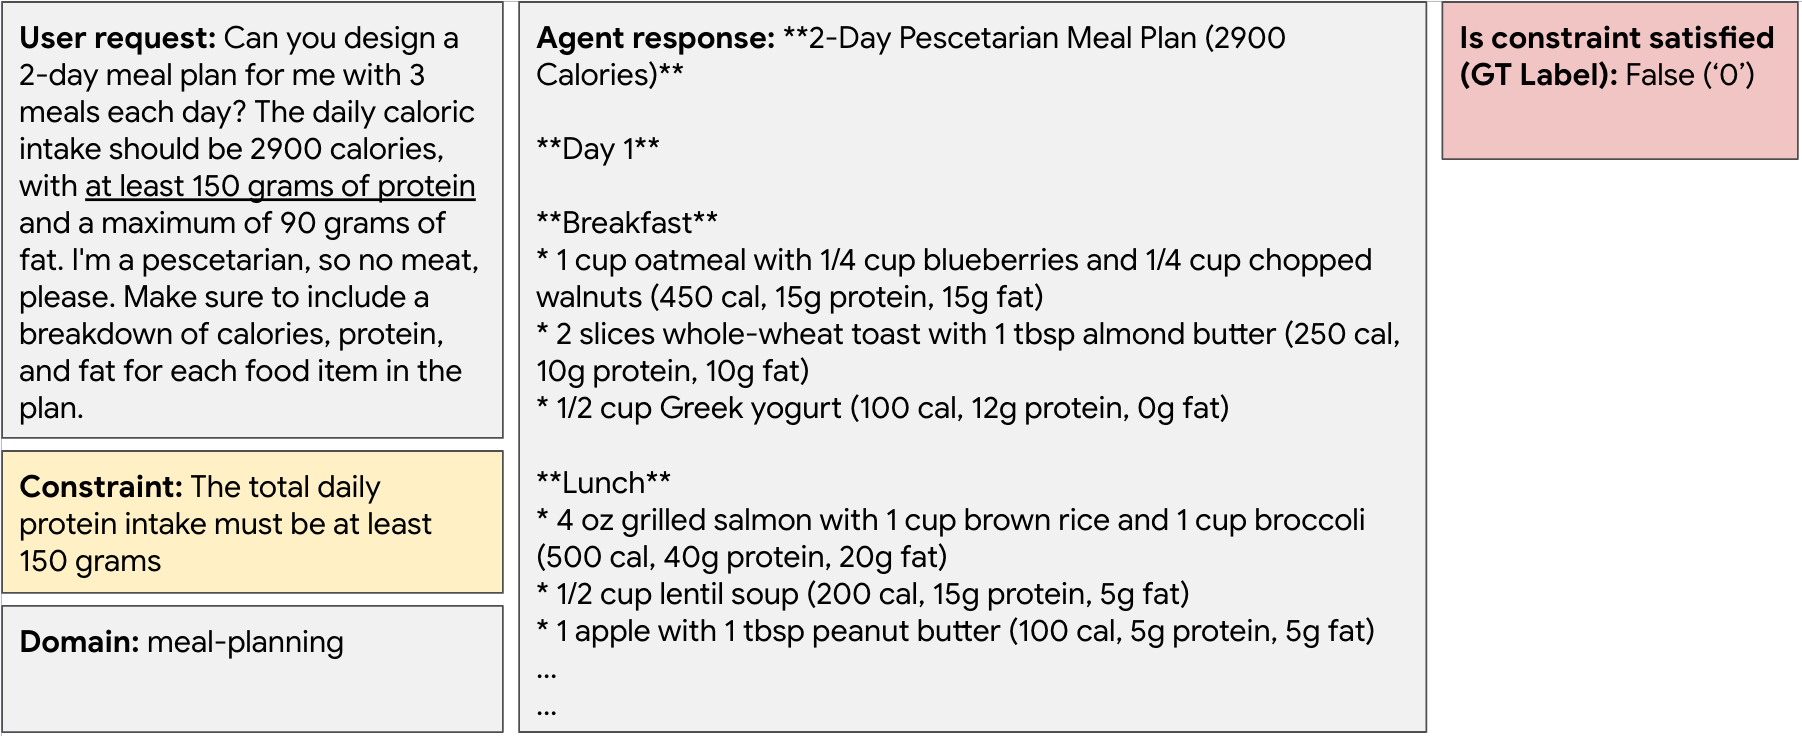 User request: Can you design a
2-day meal plan for me with 3
meals each day? The daily caloric
intake should be 2900 calories,
with at least 150 grams of protein
and a maximum of 90 grams of
fat. I'm a pescetarian, so no meat,
please. Make sure to include a
breakdown of calories, protein,
and fat for each food item in the
plan.
Constraint: The total daily
protein intake must be at least
150 grams
Domain: meal-planning
Agent response: **2-Day Pescetarian Meal Plan (2900
Calories)**
**Day 1**
**Breakfast**
* 1 cup oatmeal with 1/4 cup blueberries and 1/4 cup chopped
walnuts (450 cal, 15g protein, 15g fat)
* 2 slices whole-wheat toast with 1 tbsp almond butter (250 cal,
10g protein, 10g fat)
* 1/2 cup Greek yogurt (100 cal, 12g protein, 0g fat)
**Lunch**
* 4 oz grilled salmon with 1 cup brown rice and 1 cup broccoli
(500 cal, 40g protein, 20g fat)
* 1/2 cup lentil soup (200 cal, 15g protein, 5g fat)
* 1 apple with 1 tbsp peanut butter (100 cal, 5g protein, 5g fat)
...
...
Is constraint satisfied
(GT Label): False (‘0’)